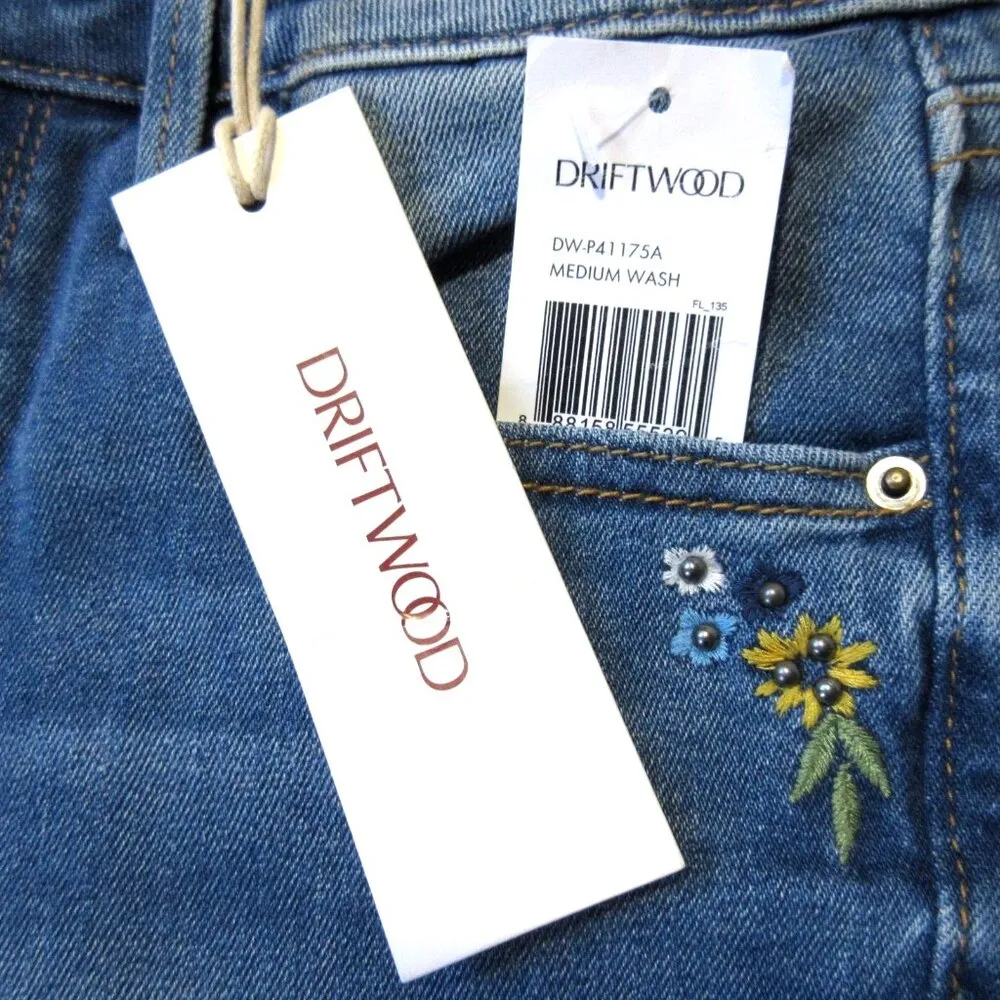 DRIFTWOOD
DRIFTWOOD
DW-P41175A
MEDIUM WASH
FL_135